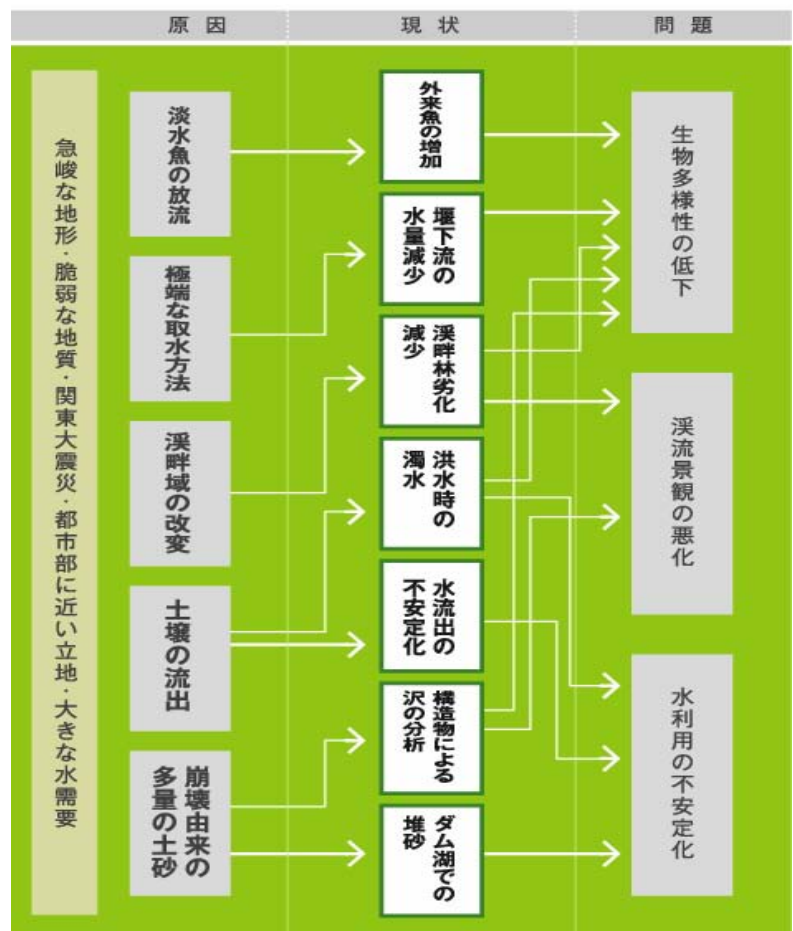 原因
現状
問題
急峻な地形・脆弱な地質・関東大震災・都市部に近い立地・大きな水需要
淡水魚の放流
極端な取水方法
渓畔域の改変
土壌の流出
崩壊由来の
多量の土砂
外来魚の増加
堰下流の
水量減少
渓畔林劣化
減少
洪水時の
濁水
水流出の
不安定化
構造物による
沢の分析
ダム湖での
堆砂
生物多様性の低下
渓流景観の悪化
水利用の不安定化